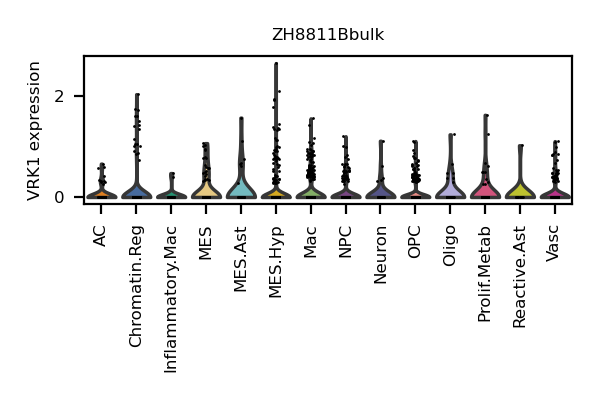 ZH8811Bbulk
VRK1 expression
2
0
AC
Chromatin.Reg
Inflammatory.Mac
MES
MES.Ast
MES.Hyp
Mac
NPC
Neuron
OPC
Oligo
Prolif.Metab
Reactive.Ast
Vasc